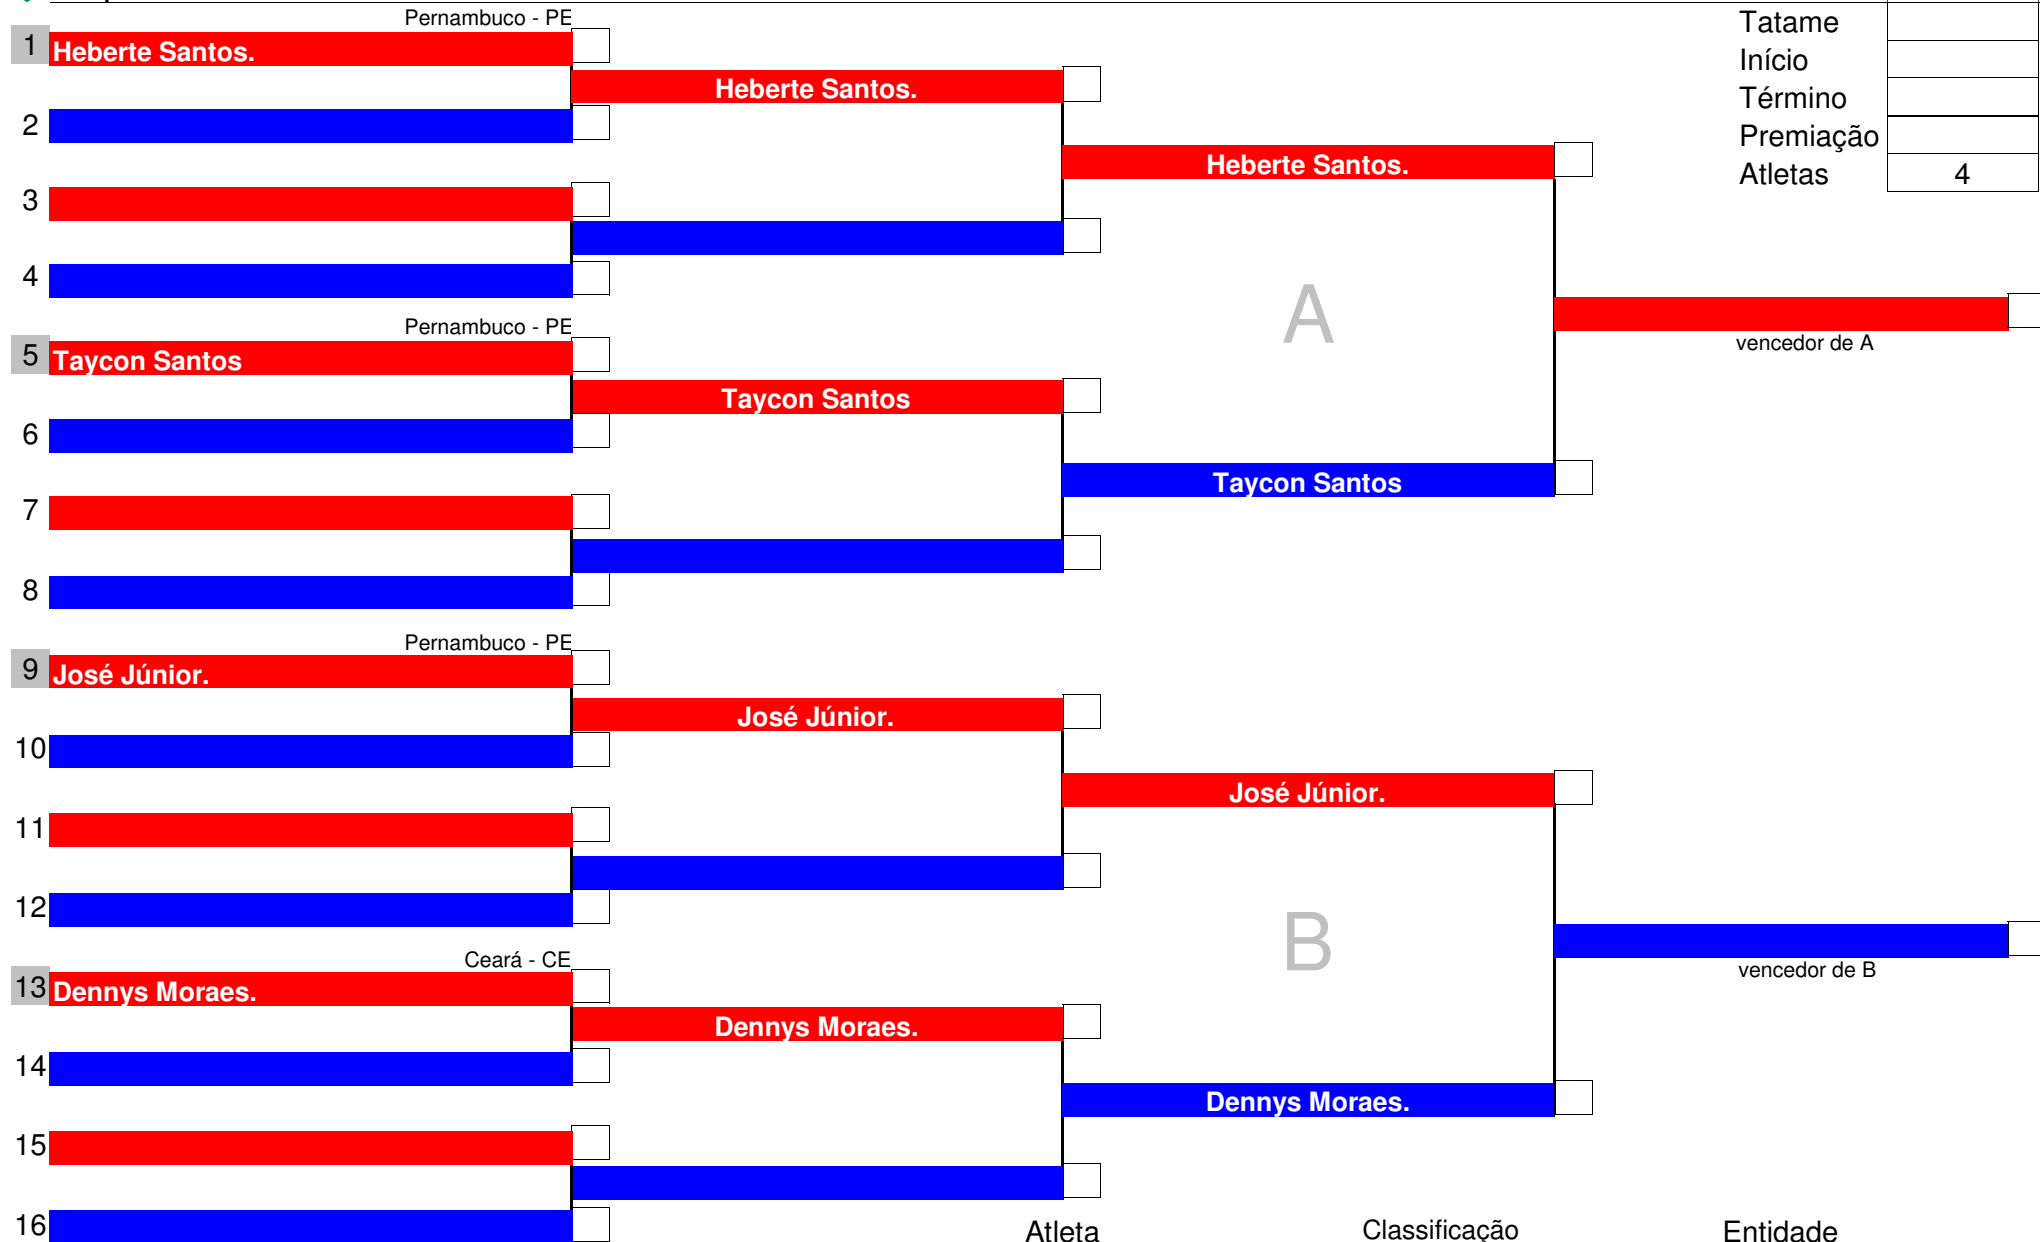 Pernambuco - PE
Tatame
1 Heberte Santos.
Início
Heberte Santos.
Término
2
Premiação
Heberte Santos.
Atletas 4
3
4
A
Pernambuco - PE
vencedor de A
5 Taycon Santos
Taycon Santos
6
Taycon Santos
7
8
Pernambuco - PE
9 José Júnior.
José Júnior.
10
José Júnior.
11
12
B
Ceará - CE
vencedor de B
13 Dennys Moraes.
Dennys Moraes.
14
Dennys Moraes.
15
16
Atleta Classificação Entidade